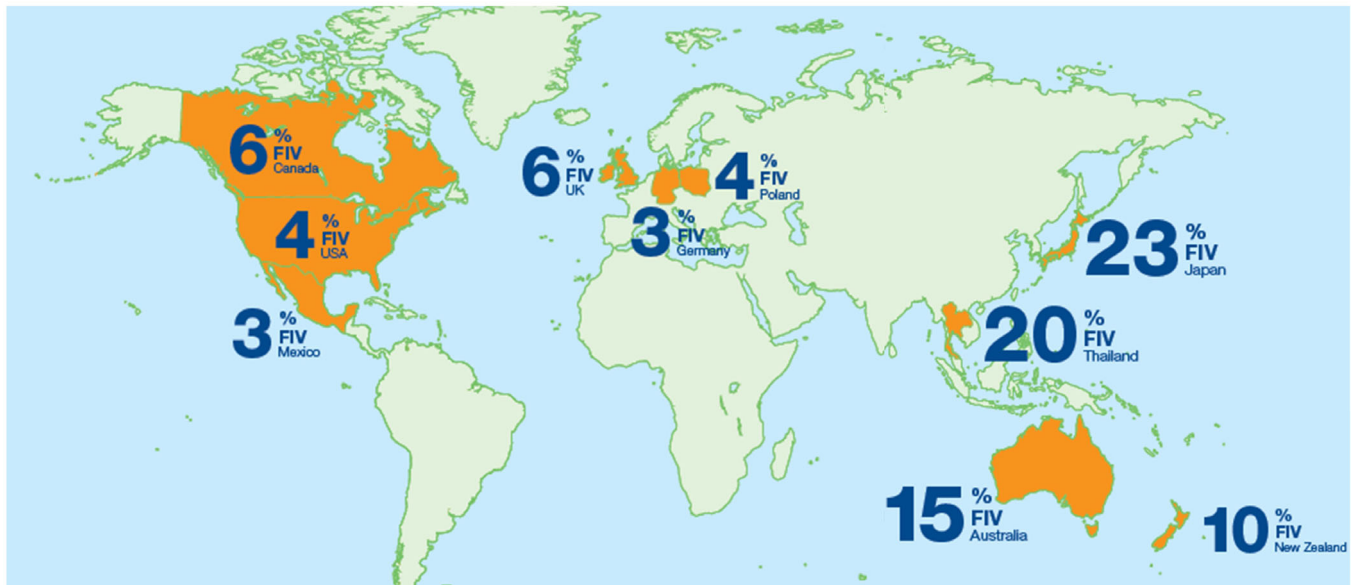 6 % FIV Canada
6 % FIV UK
4 % FIV Poland
4 % FIV USA
3 % FIV Germany
23 % FIV Japan
3 % FIV Mexico
20 % FIV Thailand
15 % FIV Australia
10 % FIV New Zealand